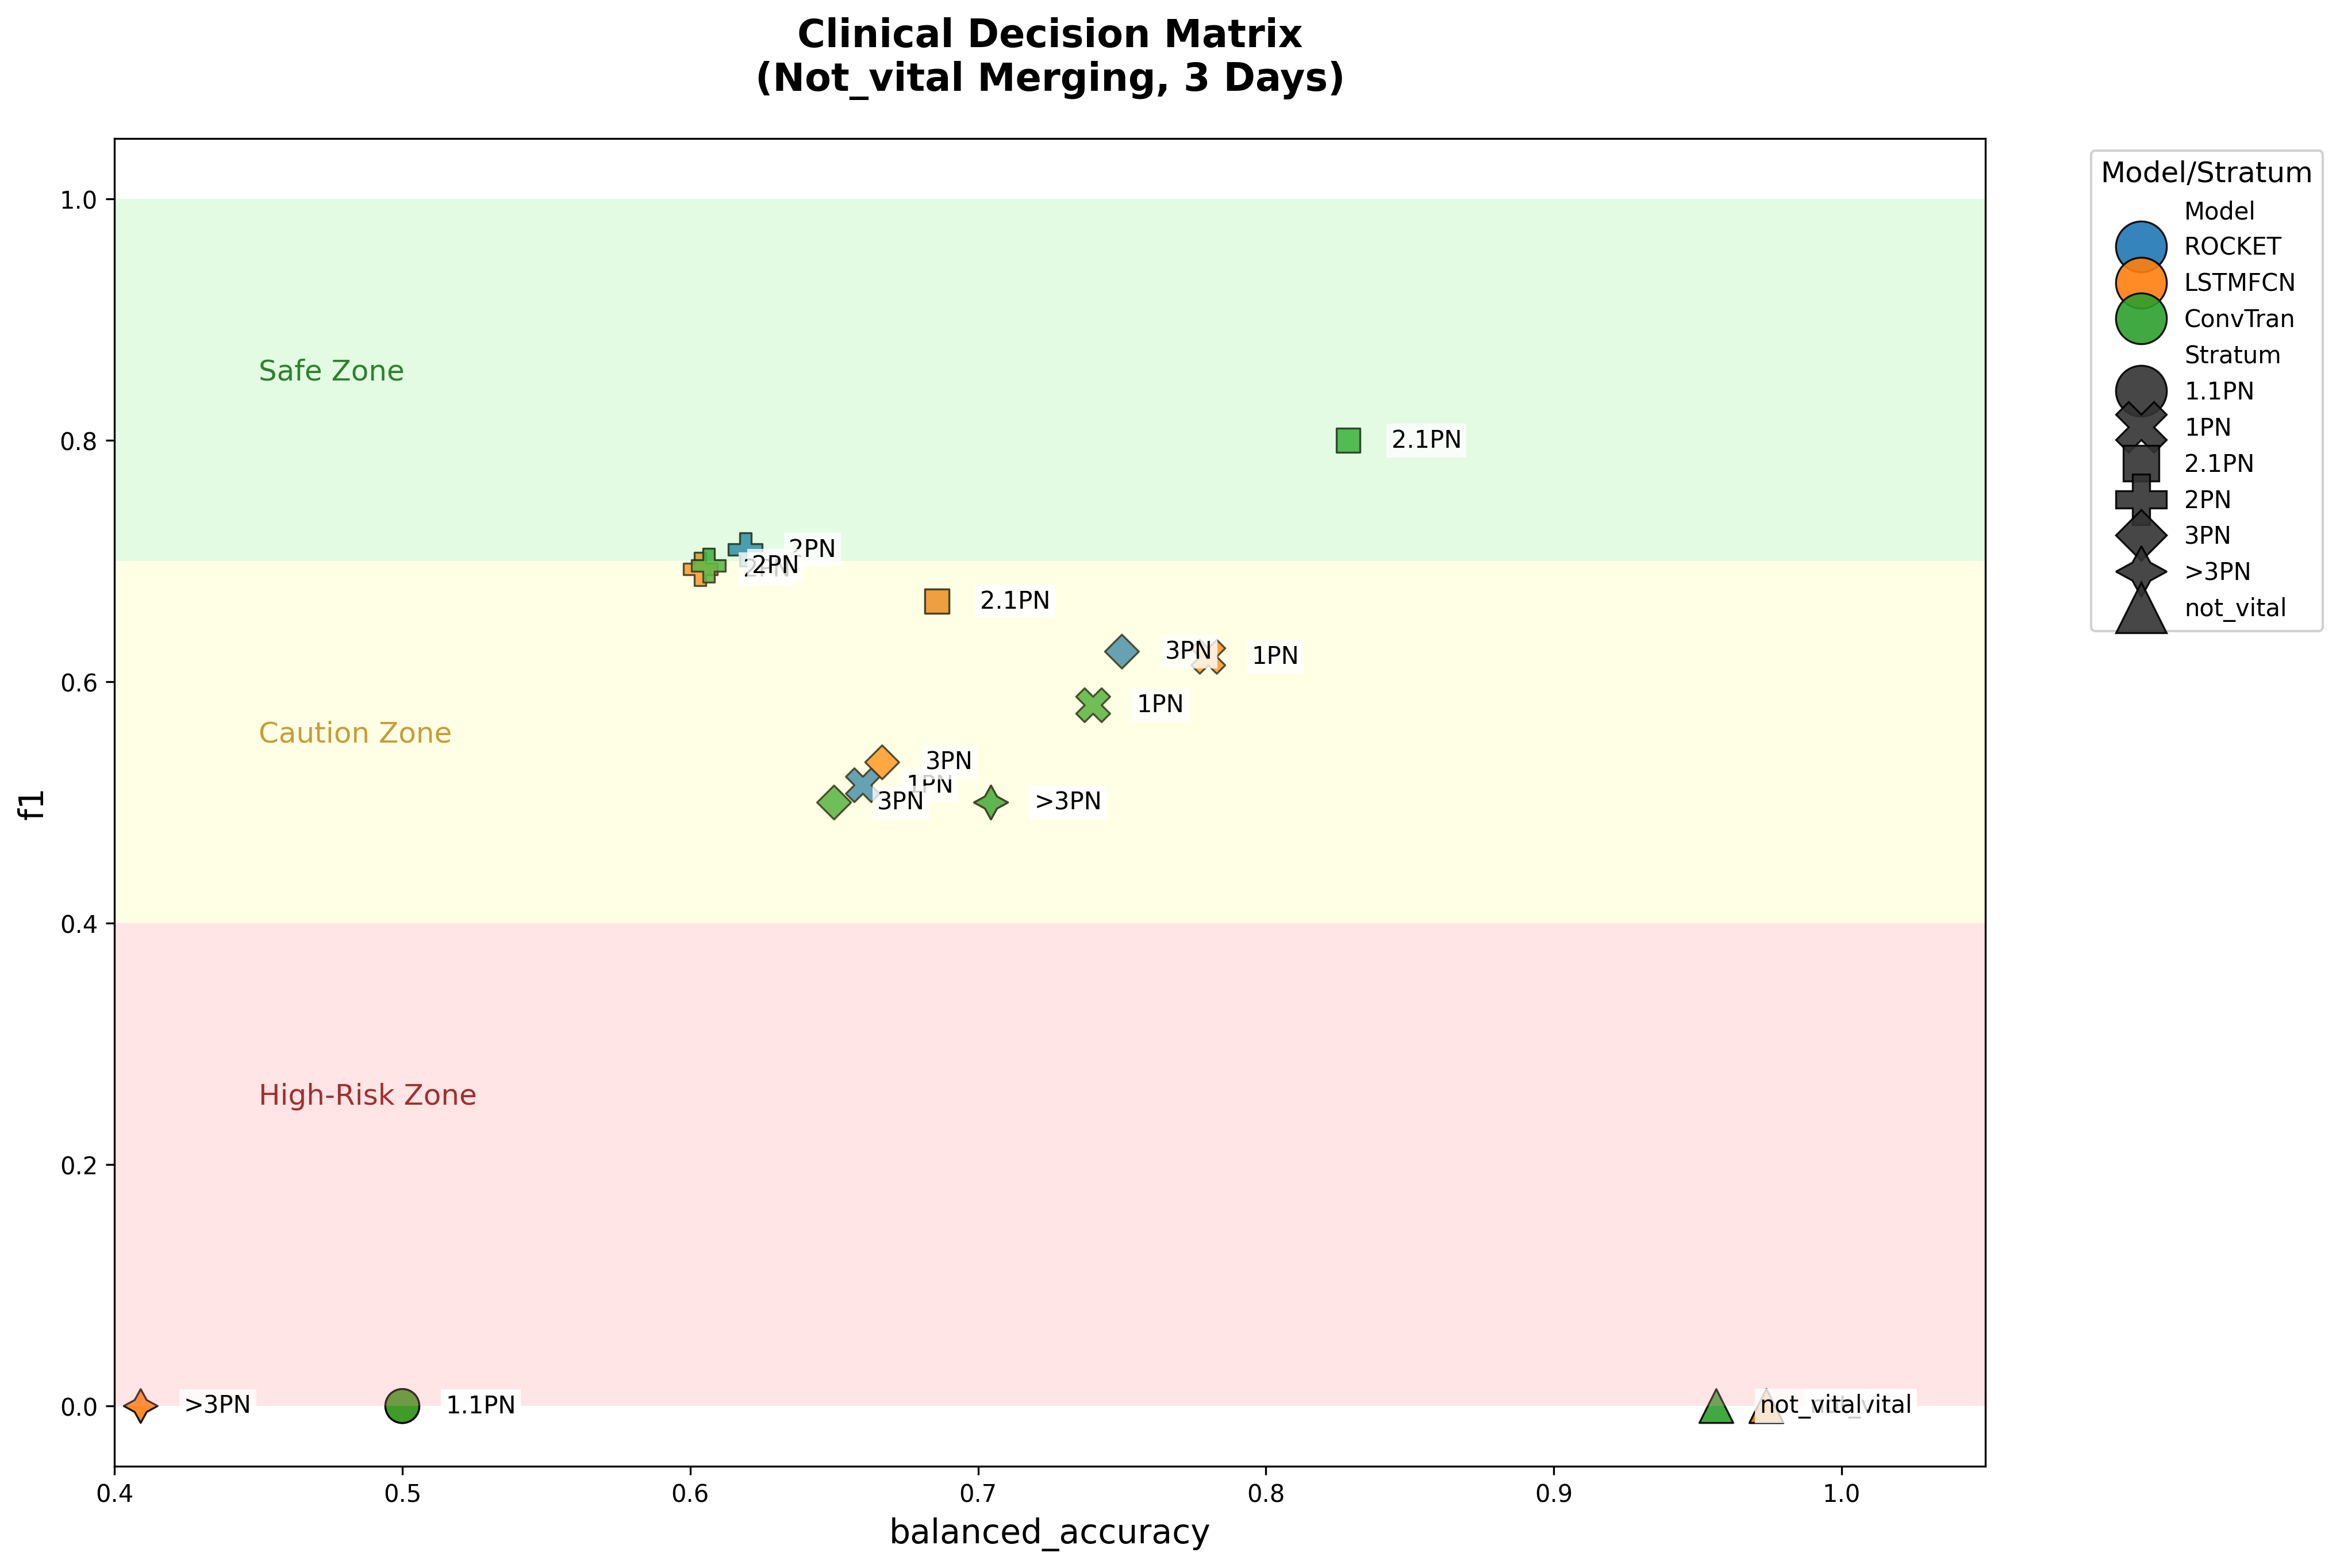 Clinical Decision Matrix
(Not_vital Merging, 3 Days)
f1
1.0
0.8
0.6
0.4
0.2
0.0
Safe Zone
Caution Zone
High-Risk Zone
2.1PN
2PN
2PN
2PN
2.1PN
3PN
1PN
1PN
3PN
1PN
3PN
>3PN
>3PN
1.1PN
not_vital
vital
0.4
0.5
0.6
0.7
0.8
0.9
1.0
balanced_accuracy
Model/Stratum
Model
ROCKET
LSTMFCN
ConvTran
Stratum
1.1PN
1PN
2.1PN
2PN
3PN
>3PN
not_vital